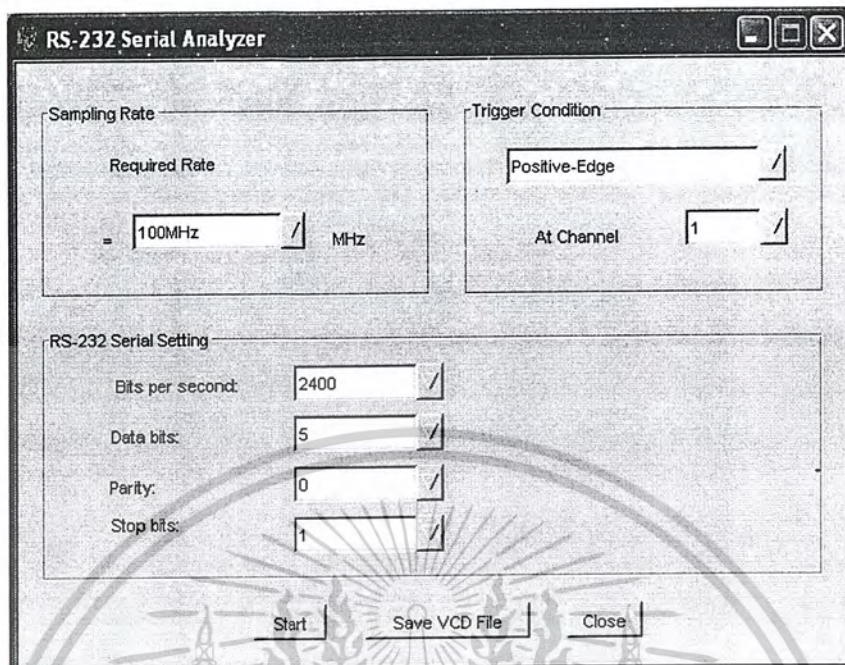 RS-232 Serial Analyzer
Sampling Rate
Required Rate
= 100MHz / MHz
Trigger Condition
Positive-Edge /
At Channel 1 /
RS-232 Serial Setting
Bits per second: 2400 /
Data bits: 5 /
Parity: 0 /
Stop bits: 1 /
Start
Save VCD File
Close